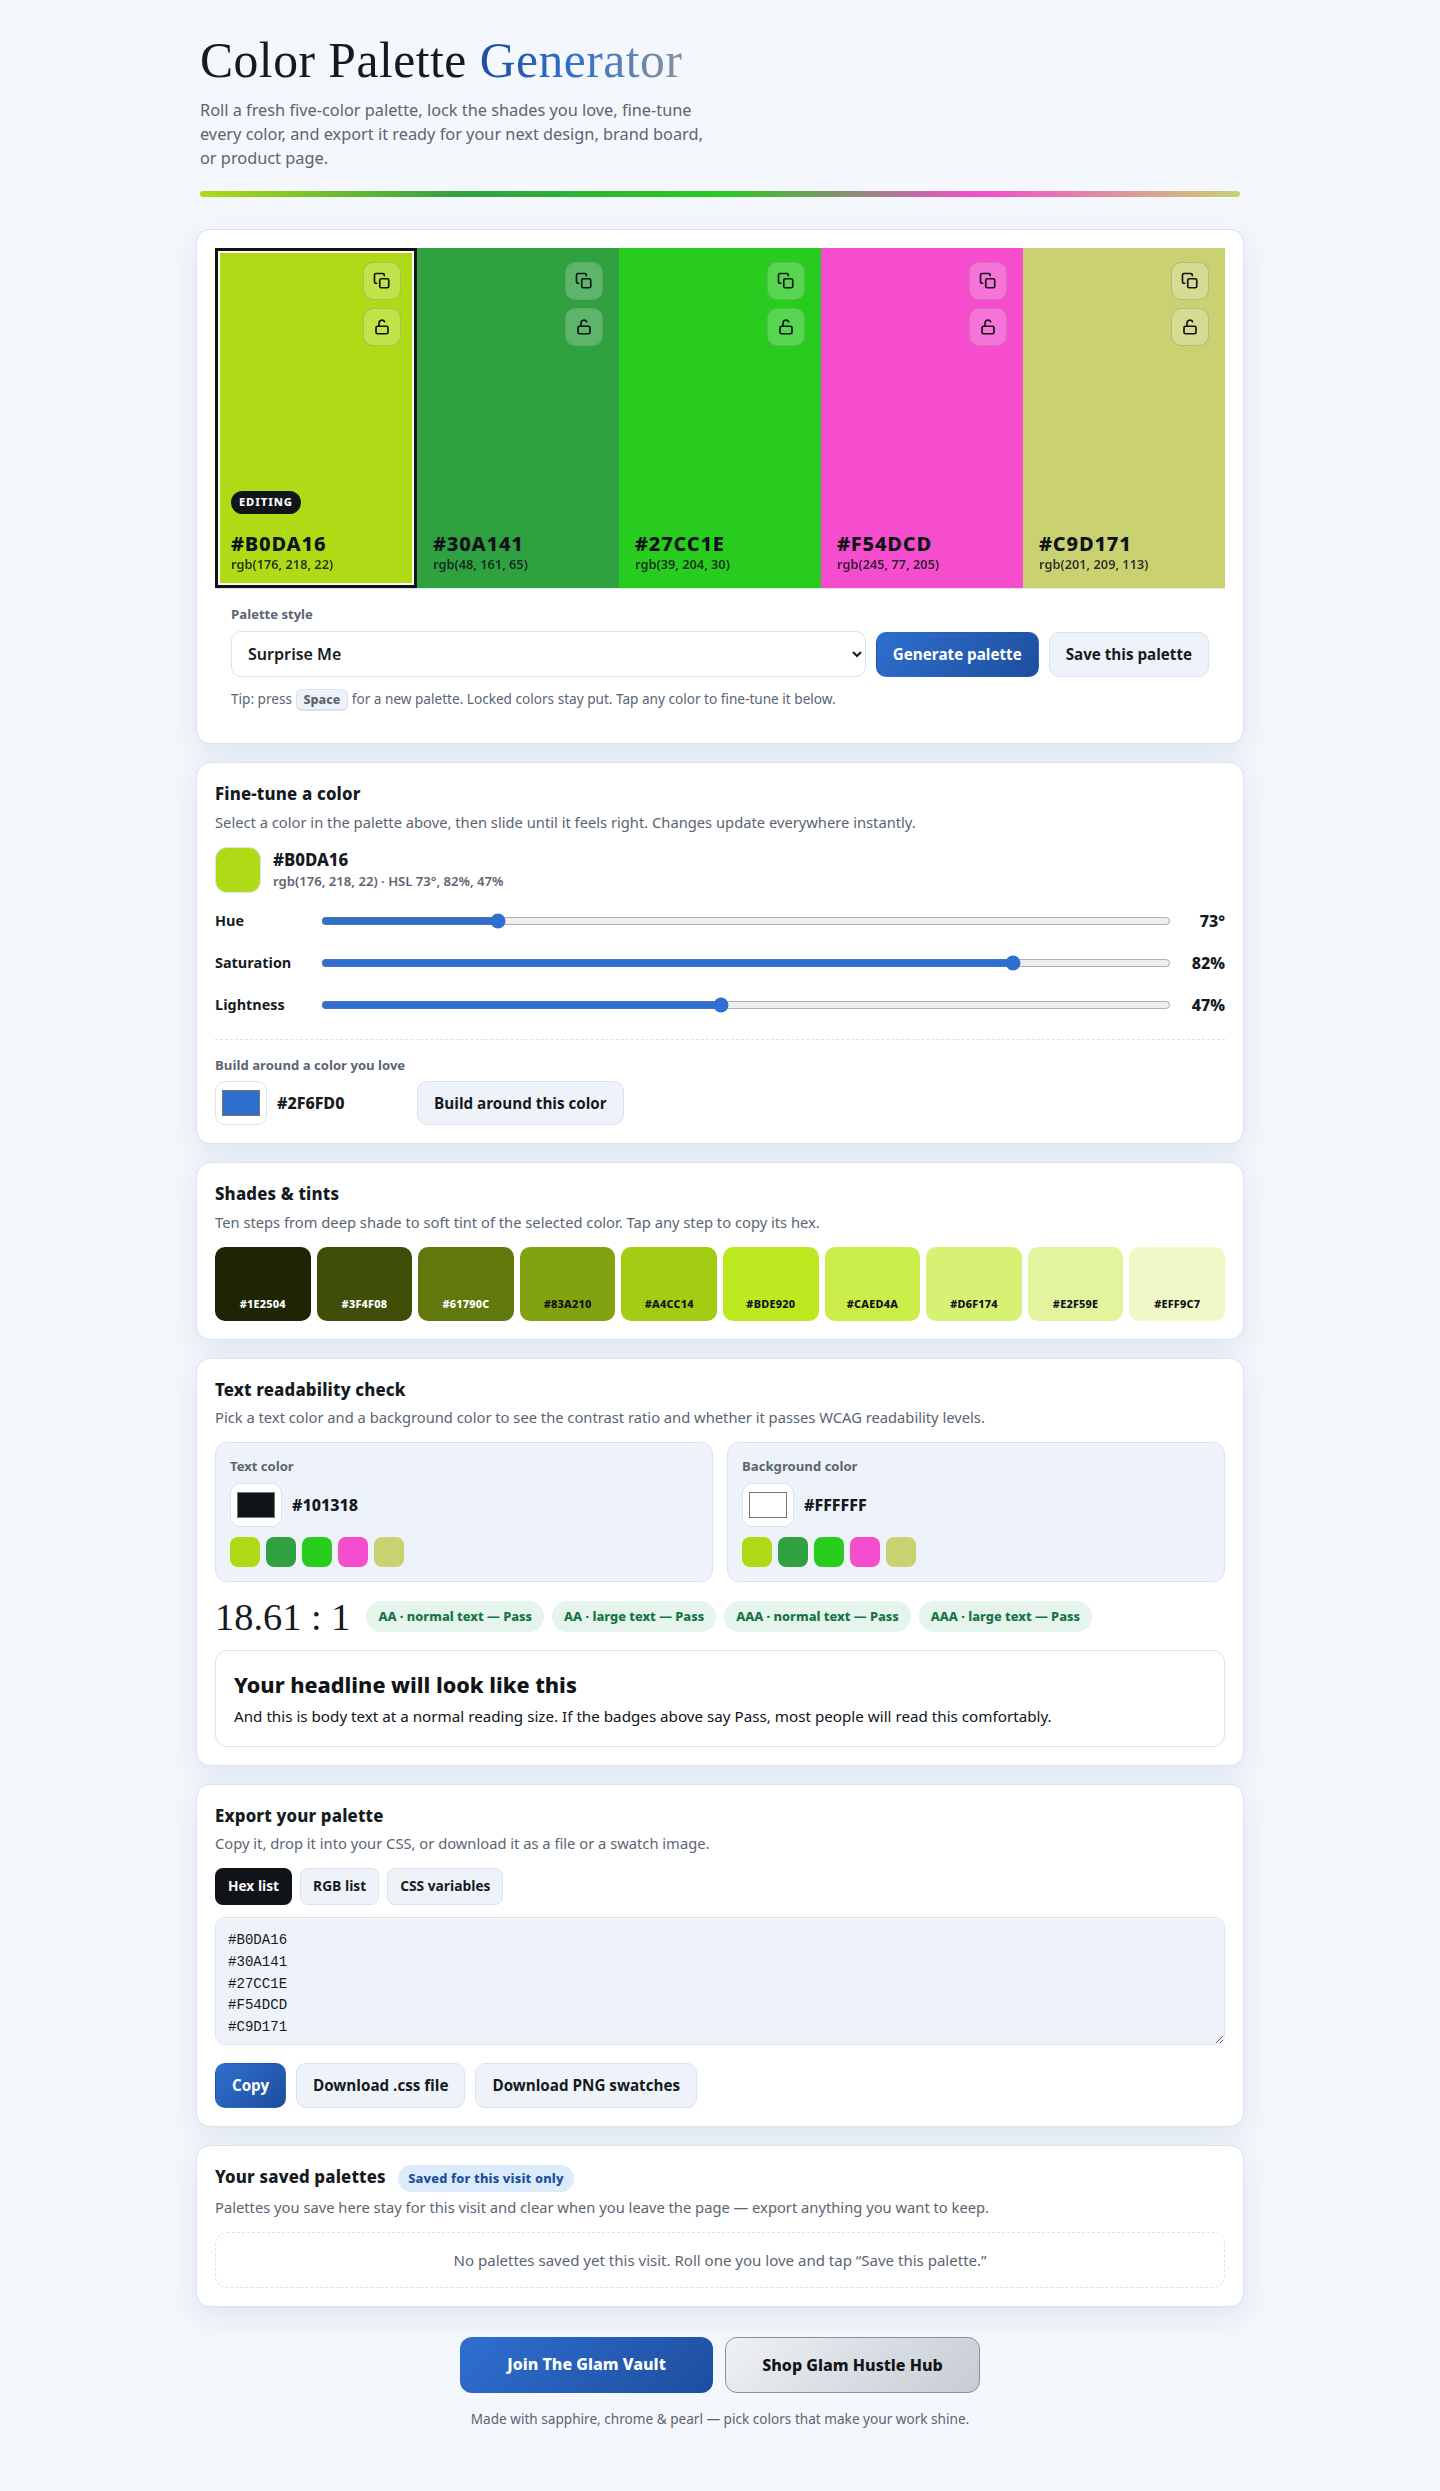 Color Palette Generator
Roll a fresh five-color palette, lock the shades you love, fine-tune
every color, and export it ready for your next design, brand board,
or product page.
EDITING
#B0DA16
rgb(176, 218, 22)
#30A141
rgb(48, 161, 65)
#27CC1E
rgb(39, 204, 30)
#F54DCD
rgb(245, 77, 205)
#C9D171
rgb(201, 209, 113)
Palette style
Surprise Me
Generate palette
Save this palette
Tip: press Space for a new palette. Locked colors stay put. Tap any color to fine-tune it below.
Fine-tune a color
Select a color in the palette above, then slide until it feels right. Changes update everywhere instantly.
#B0DA16
rgb(176, 218, 22) · HSL 73°, 82%, 47%
Hue 73°
Saturation 82%
Lightness 47%
Build around a color you love
#2F6FD0
Build around this color
Shades & tints
Ten steps from deep shade to soft tint of the selected color. Tap any step to copy its hex.
#1E2504 #3F4F08 #61790C #83A210 #A4CC14 #BDE920 #CAED4A #D6F174 #E2F59E #EFF9C7
Text readability check
Pick a text color and a background color to see the contrast ratio and whether it passes WCAG readability levels.
Text color
#101318
Background color
#FFFFFF
18.61 : 1
AA · normal text — Pass
AA · large text — Pass
AAA · normal text — Pass
AAA · large text — Pass
Your headline will look like this
And this is body text at a normal reading size. If the badges above say Pass, most people will read this comfortably.
Export your palette
Copy it, drop it into your CSS, or download it as a file or a swatch image.
Hex list
RGB list
CSS variables
#B0DA16
#30A141
#27CC1E
#F54DCD
#C9D171
Copy
Download .css file
Download PNG swatches
Your saved palettes
Saved for this visit only
Palettes you save here stay for this visit and clear when you leave the page — export anything you want to keep.
No palettes saved yet this visit. Roll one you love and tap “Save this palette.”
Join The Glam Vault
Shop Glam Hustle Hub
Made with sapphire, chrome & pearl — pick colors that make your work shine.